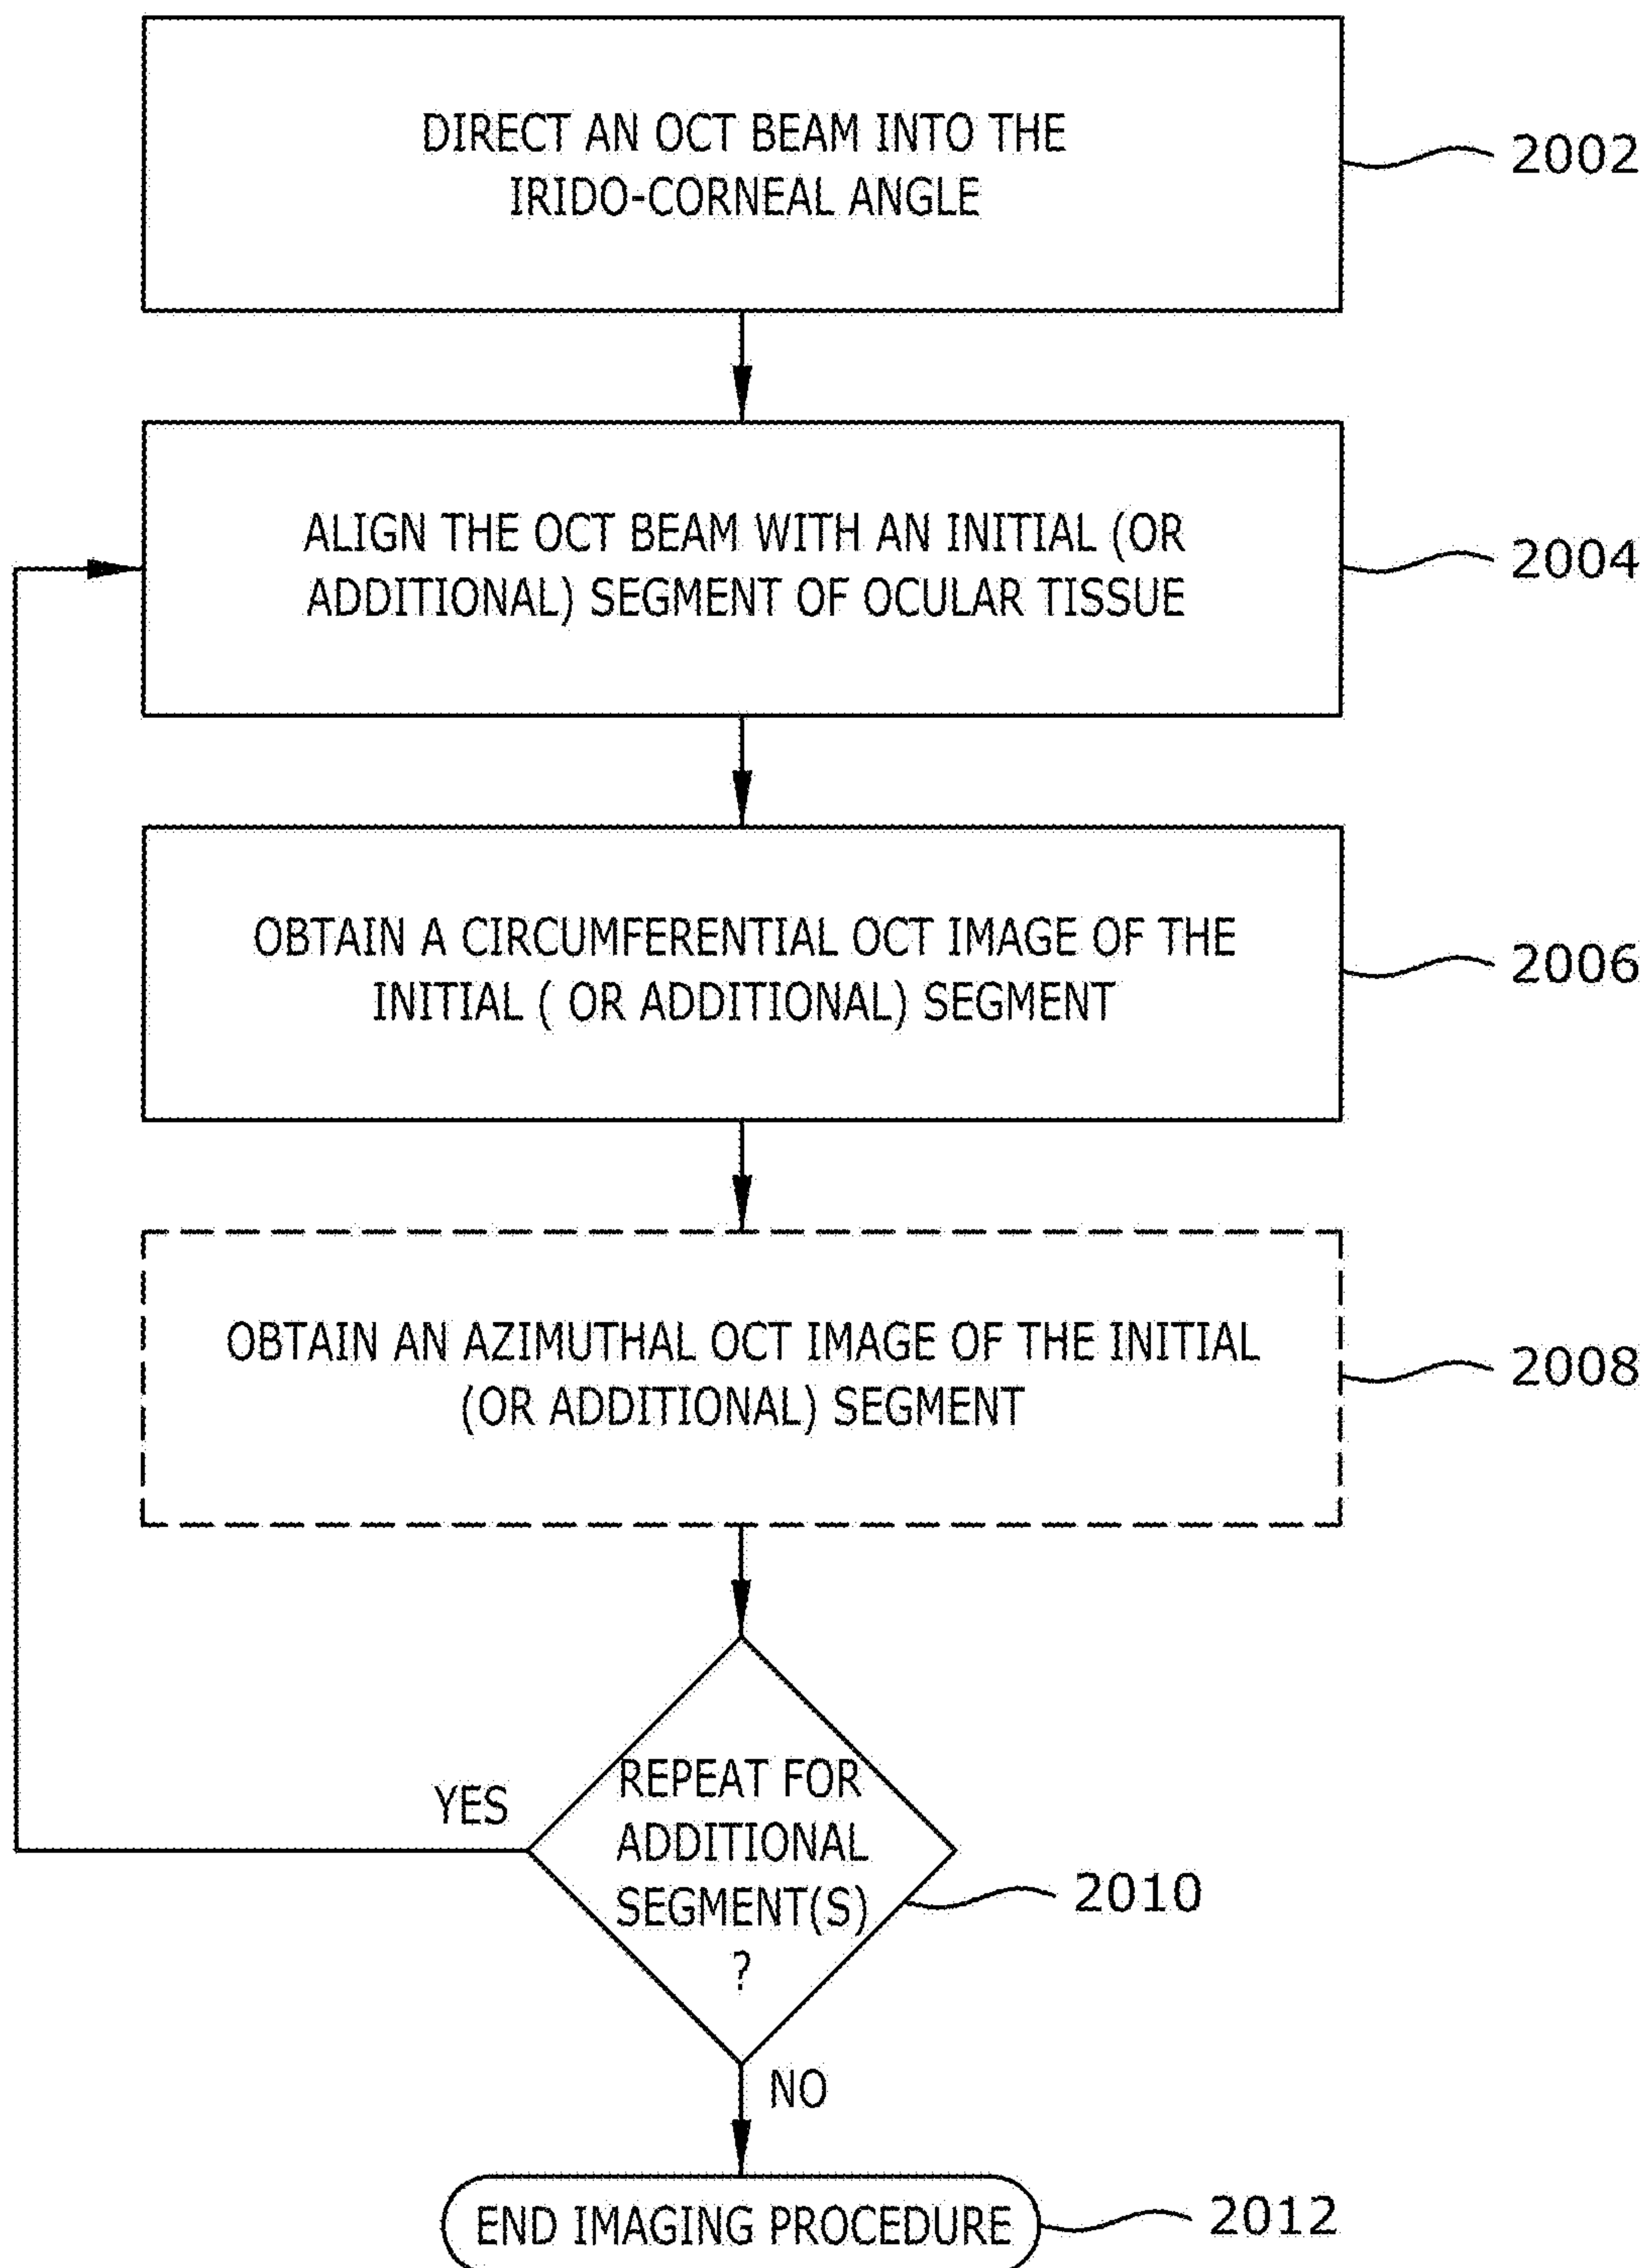 DIRECT AN OCT BEAM INTO THE
IRIDO-CORNEAL ANGLE
2002
ALIGN THE OCT BEAM WITH AN INITIAL (OR
ADDITIONAL) SEGMENT OF OCULAR TISSUE
2004
OBTAIN A CIRCUMFERENTIAL OCT IMAGE OF THE
INITIAL ( OR ADDITIONAL) SEGMENT
2006
OBTAIN AN AZIMUTHAL OCT IMAGE OF THE INITIAL
(OR ADDITIONAL) SEGMENT
2008
YES
REPEAT FOR
ADDITIONAL
SEGMENT(S)
?
2010
NO
END IMAGING PROCEDURE
2012